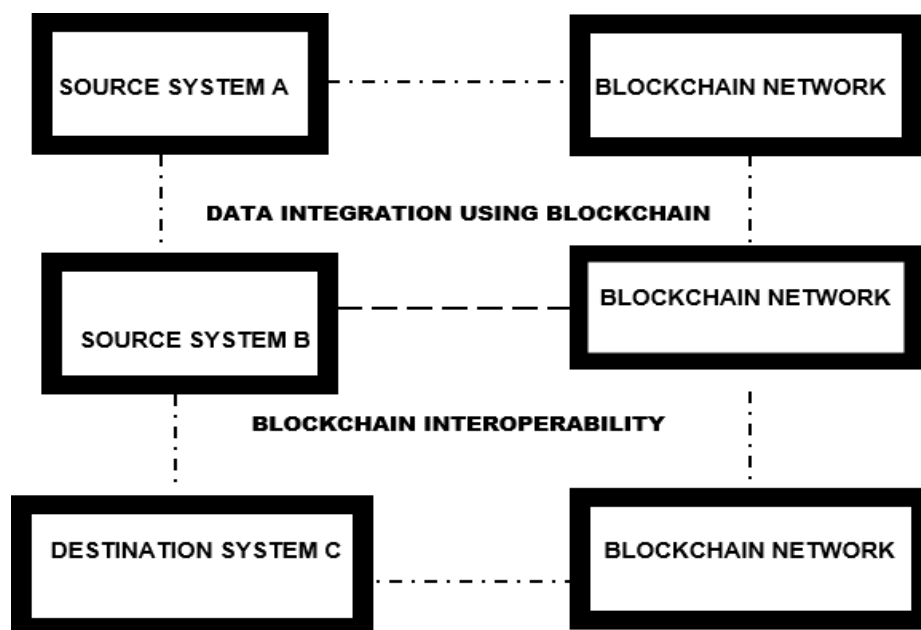 SOURCE SYSTEM A
BLOCKCHAIN NETWORK
DATA INTEGRATION USING BLOCKCHAIN
SOURCE SYSTEM B
BLOCKCHAIN NETWORK
BLOCKCHAIN INTEROPERABILITY
DESTINATION SYSTEM C
BLOCKCHAIN NETWORK